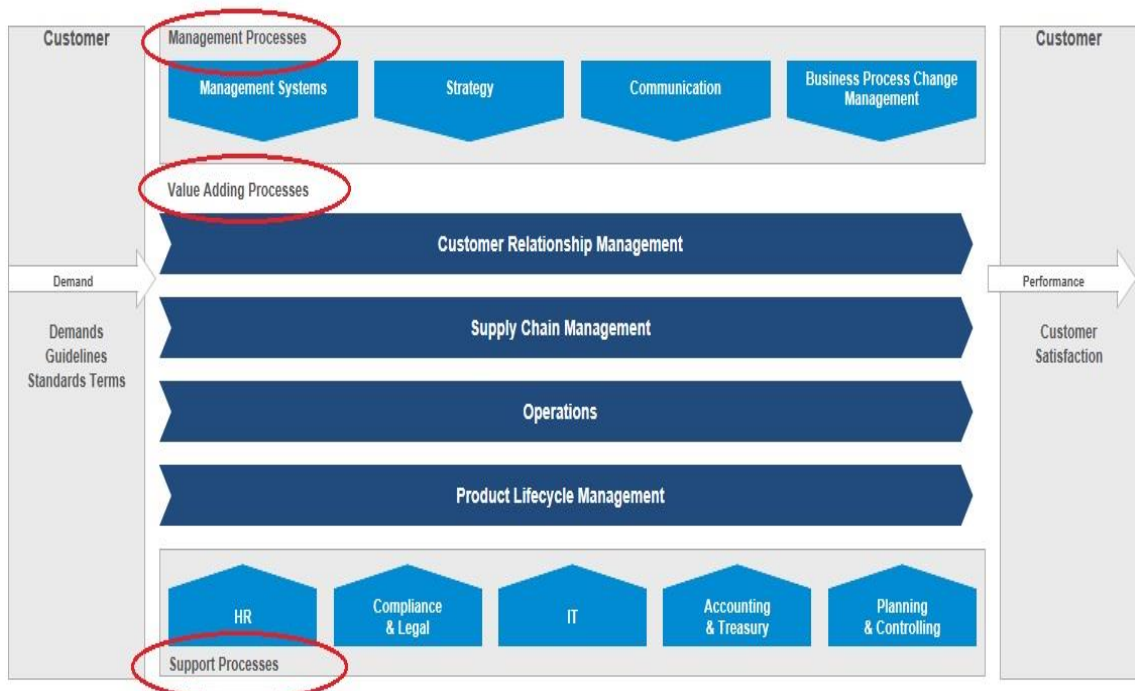 Customer
Demand
Demands
Guidelines
Standards Terms
Management Processes
Management Systems
Strategy
Communication
Business Process Change
Management
Value Adding Processes
Customer Relationship Management
Supply Chain Management
Operations
Product Lifecycle Management
HR
Compliance
& Legal
IT
Accounting
& Treasury
Planning
& Controlling
Support Processes
Customer
Performance
Customer
Satisfaction